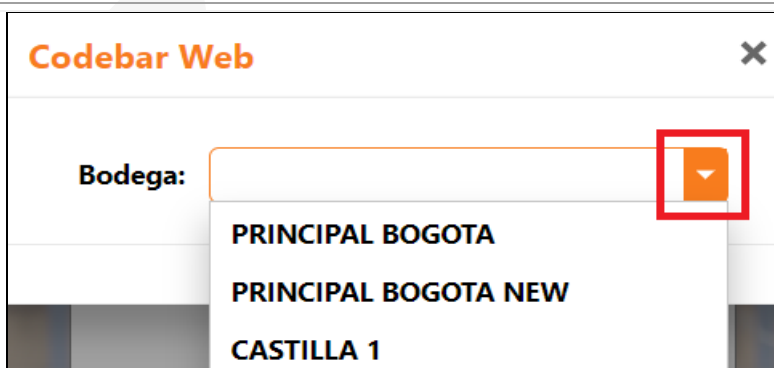 Codebar Web
Bodega:
PRINCIPAL BOGOTA
PRINCIPAL BOGOTA NEW
CASTILLA 1